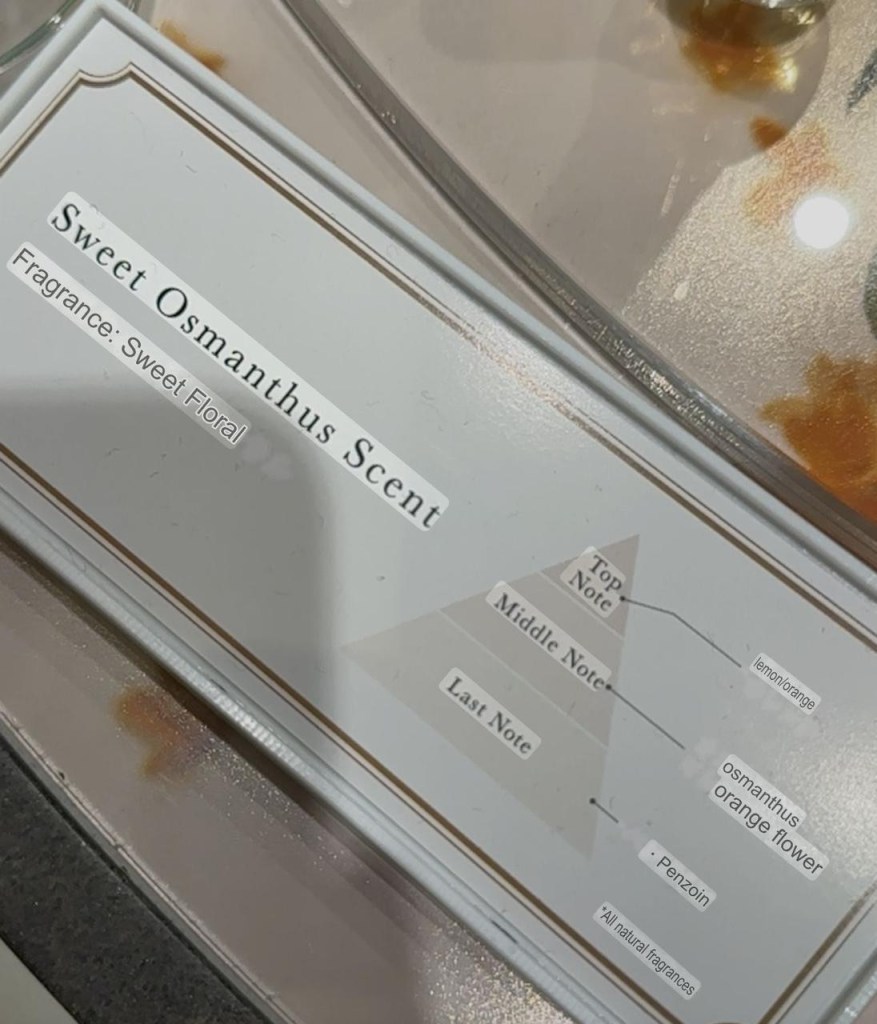 Sweet Osmanthus Scent
Fragrance: Sweet Floral
Top
Note
lemon/orange
Middle Note
osmanthus
orange flower
Last Note
· Penzoin
*All natural fragrances